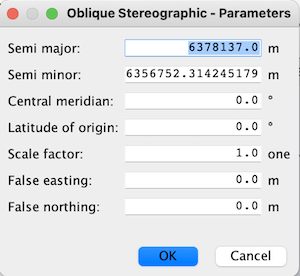 Oblique Stereographic - Parameters
Semi major: 6378137.0 m
Semi minor: 6356752.314245179 m
Central meridian: 0.0 °
Latitude of origin: 0.0 °
Scale factor: 1.0 one
False easting: 0.0 m
False northing: 0.0 m
OK Cancel